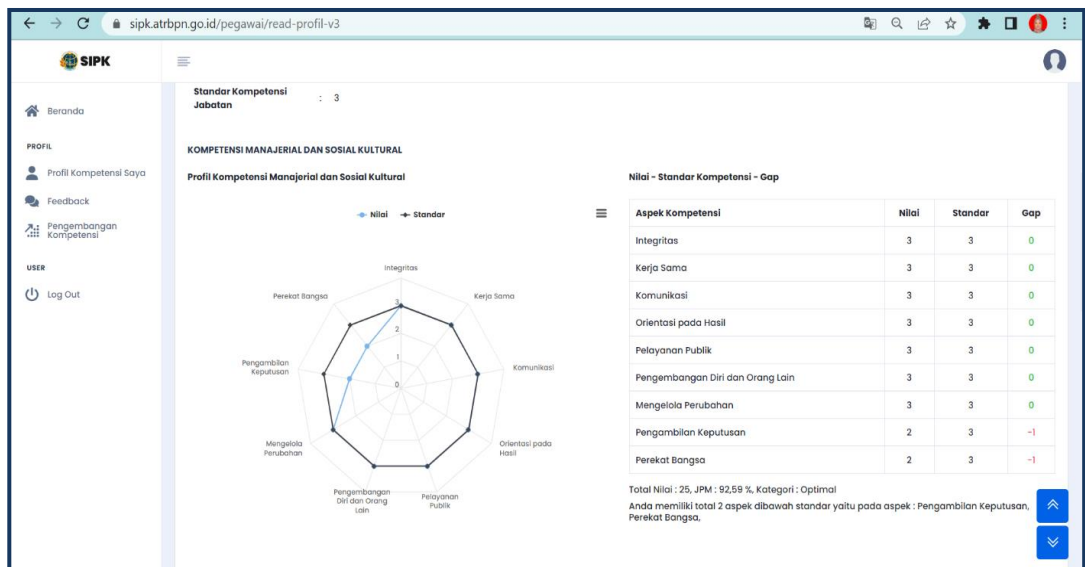 sipk.atrbpn.go.id/pegawai/read-profil-v3
SIPK
Beranda
PROFIL
Profil Kompetensi Saya
Feedback
Pengembangan
Kompetensi
USER
Log Out
Standar Kompetensi
Jabatan : 3
KOMPETENSI MANAJERIAL DAN SOSIAL KULTURAL
Profil Kompetensi Manajerial dan Sosial Kultural
Nilai Standar
Integritas
Kerja Sama
Komunikasi
Orientasi pada
Hasil
Pelayanan
Publik
Pengembangan
Diri dan Orang
Lain
Mengelola
Perubahan
Pengambilan
Keputusan
Perekat Bangsa
3
2
1
0
Nilai - Standar Kompetensi - Gap
Aspek Kompetensi Nilai Standar Gap
Integritas 3 3 0
Kerja Sama 3 3 0
Komunikasi 3 3 0
Orientasi pada Hasil 3 3 0
Pelayanan Publik 3 3 0
Pengembangan Diri dan Orang Lain 3 3 0
Mengelola Perubahan 3 3 0
Pengambilan Keputusan 2 3 -1
Perekat Bangsa 2 3 -1
Total Nilai : 25, JPM : 92,59 %, Kategori : Optimal
Anda memiliki total 2 aspek dibawah standar yaitu pada aspek : Pengambilan Keputusan,
Perekat Bangsa,